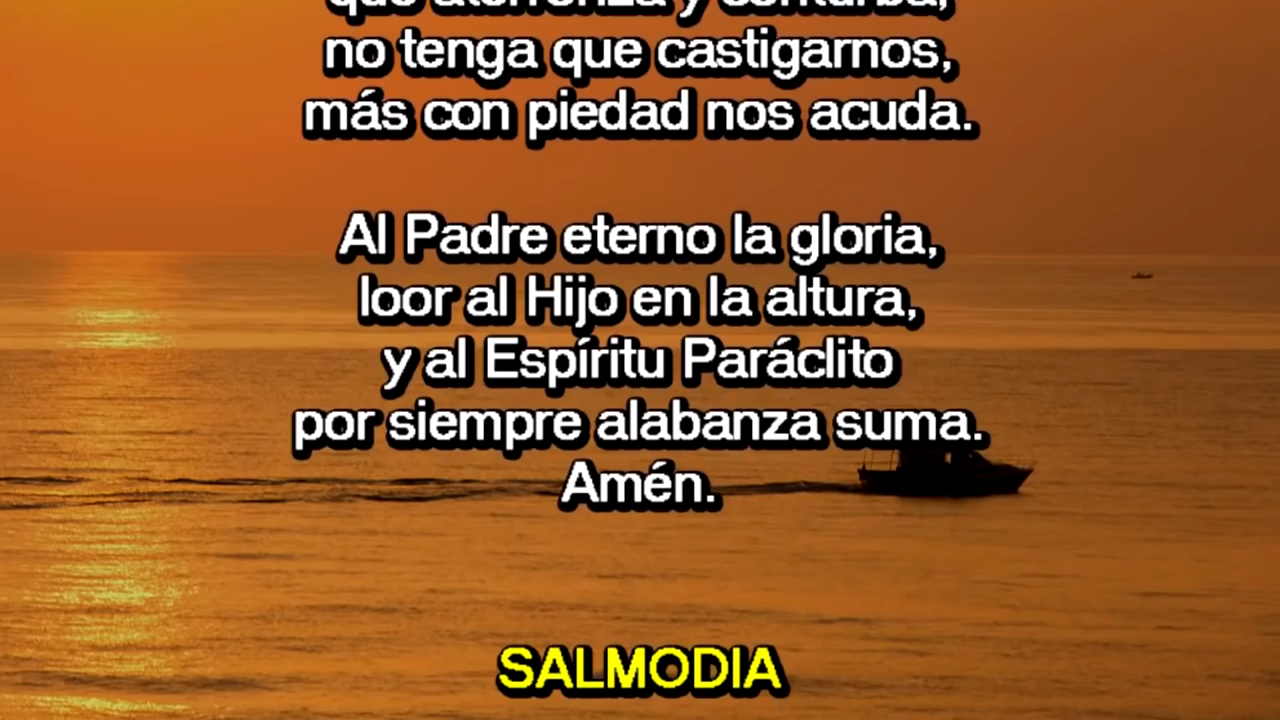 no tenga que castigarnos,
más con piedad nos acuda.
Al Padre eterno la gloria,
loor al Hijo en la altura,
y al Espíritu Paráclito
por siempre alabanza suma.
Amén.
SALMODIA